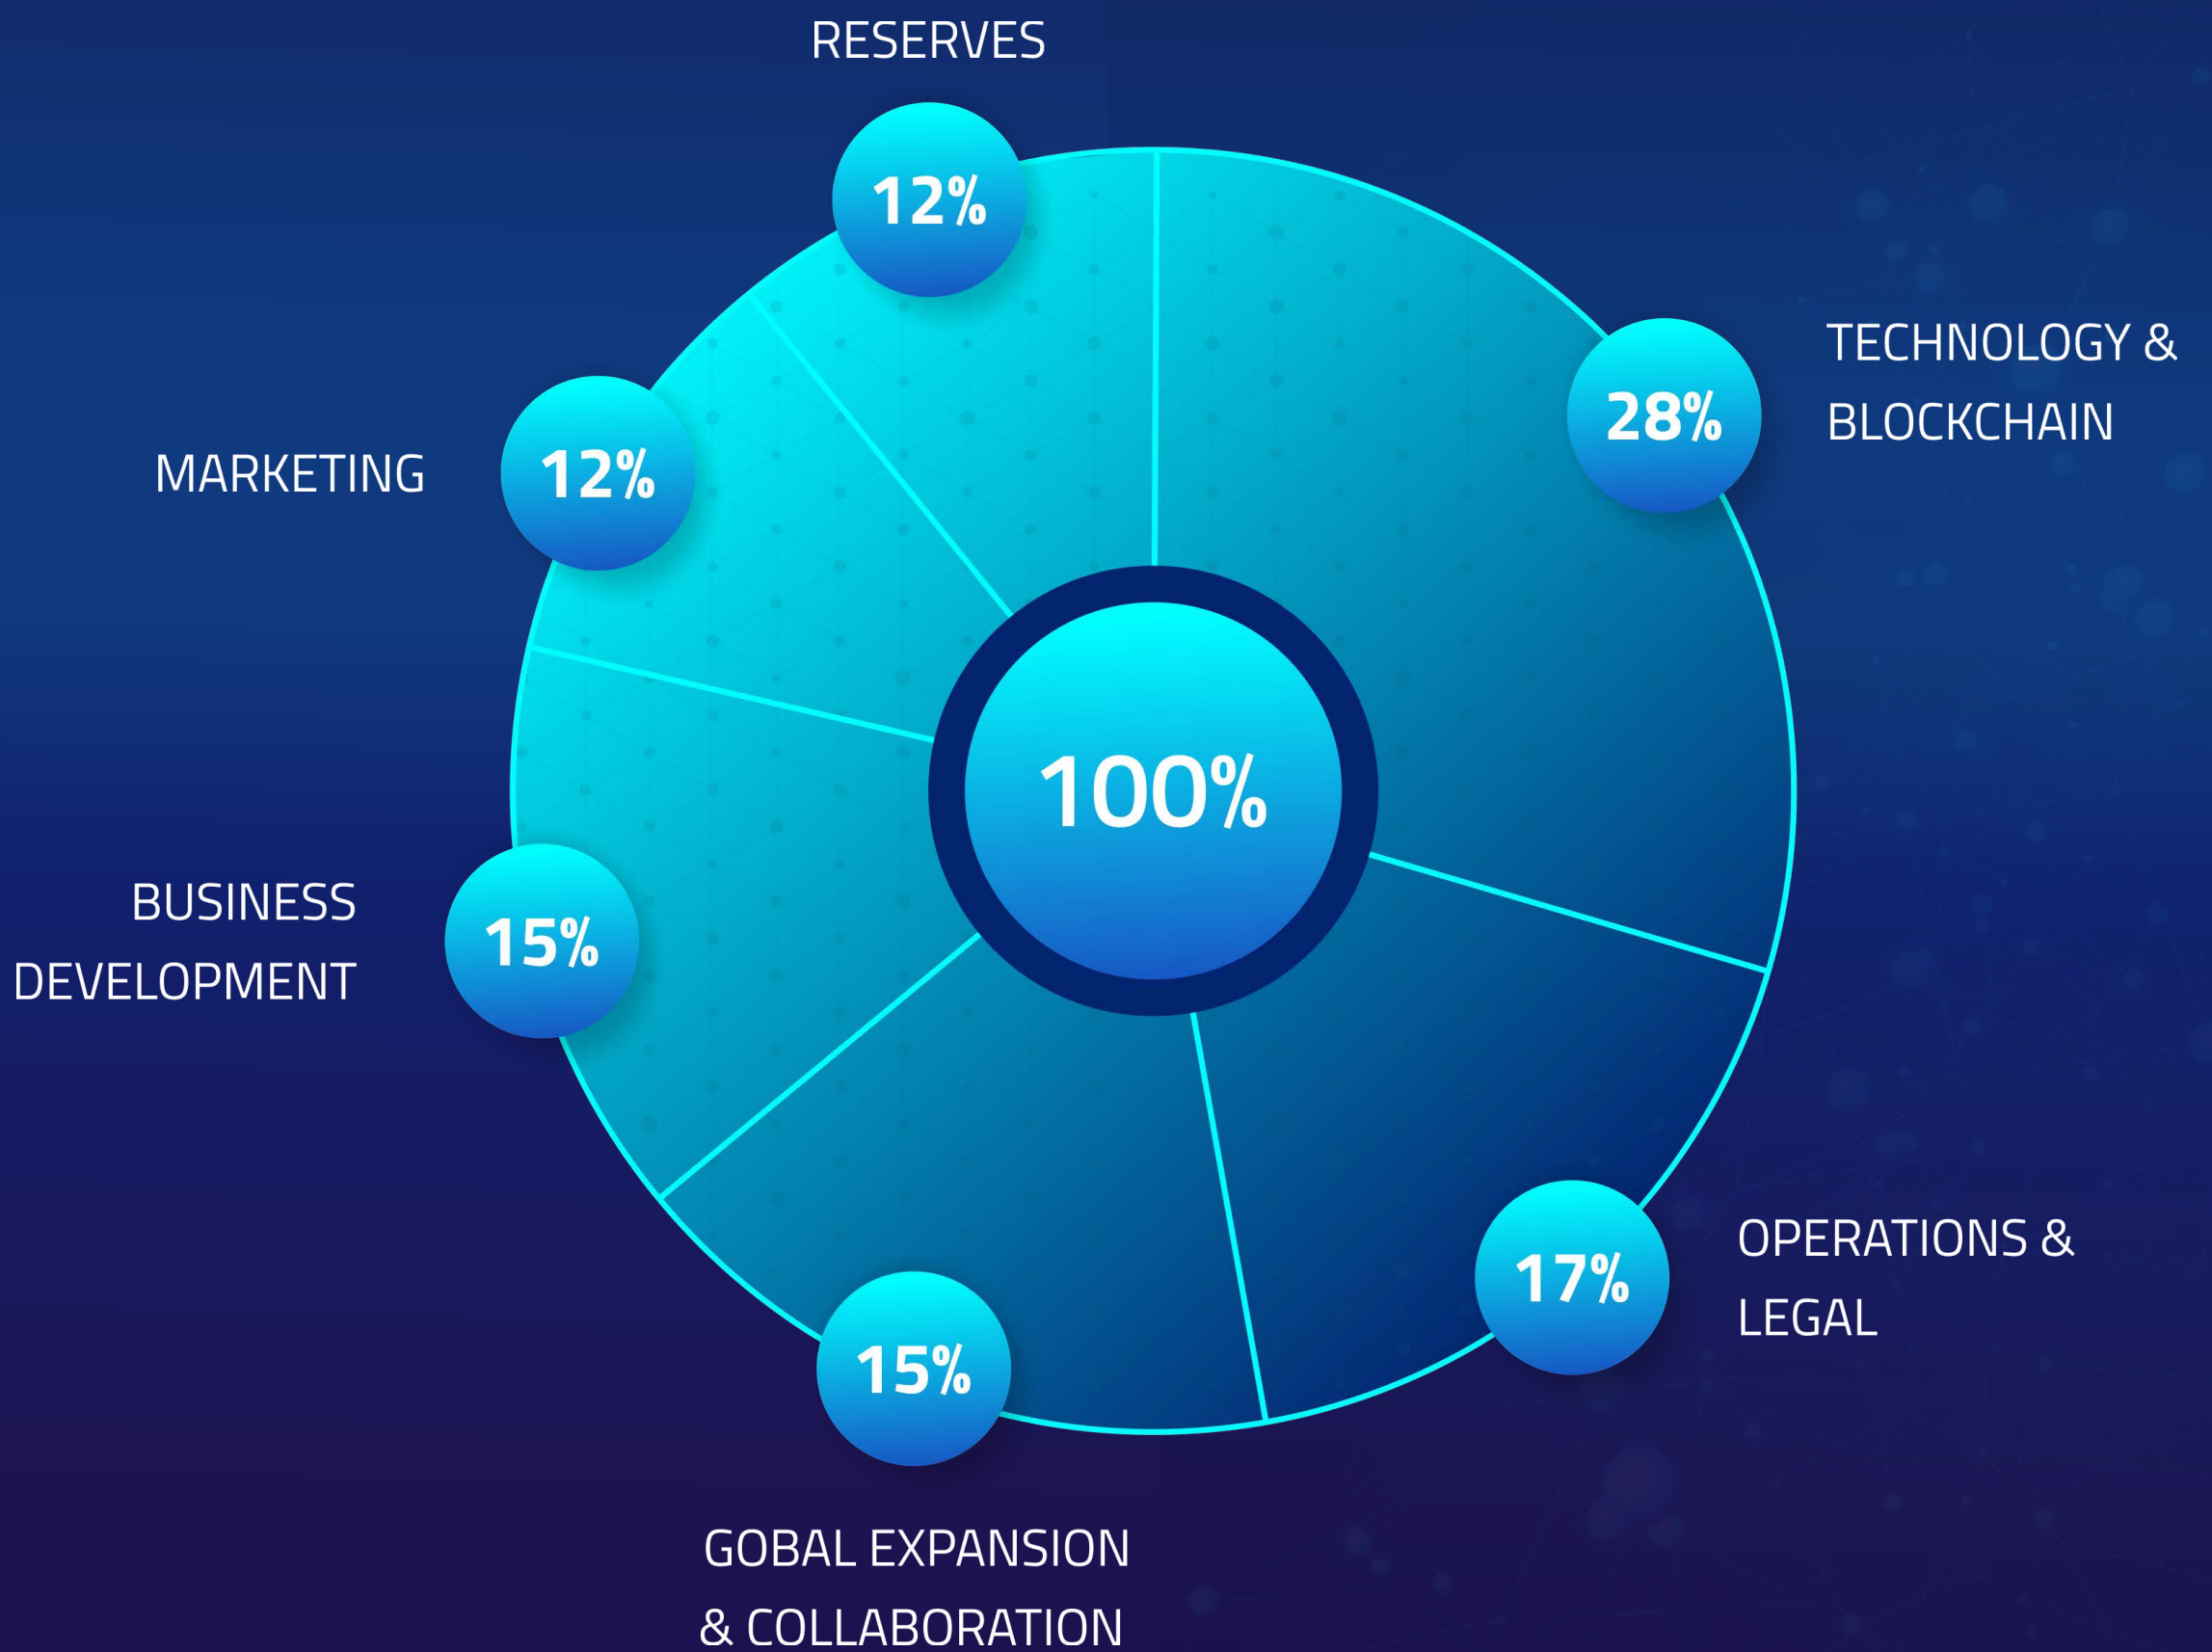 RESERVES
12%
TECHNOLOGY &
BLOCKCHAIN
28%
MARKETING
12%
100%
BUSINESS
DEVELOPMENT
15%
OPERATIONS &
LEGAL
17%
15%
GOBAL EXPANSION
& COLLABORATION